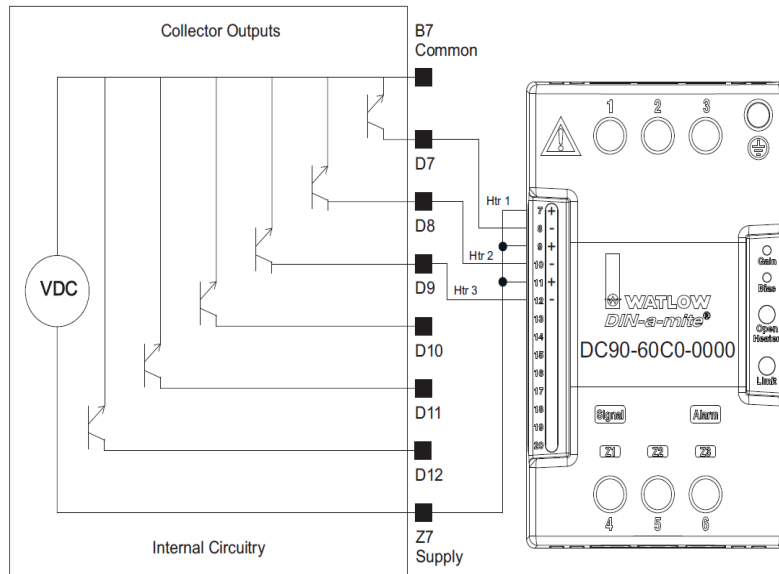 Collector Outputs
B7
Common
D7
D8
D9
D10
D11
D12
Z7
Supply
VDC
Internal Circuitry
Htr 1
Htr 2
Htr 3
1 2 3
7 +
8 -
9 +
10 -
11 +
12 -
13
14
15
16
17
18
19
20
Gain
Bias
Open
Heater
Limit
WATLOW
DIN-a-mite®
DC90-60C0-0000
Signal Alarm
Z1 Z2 Z3
4 5 6